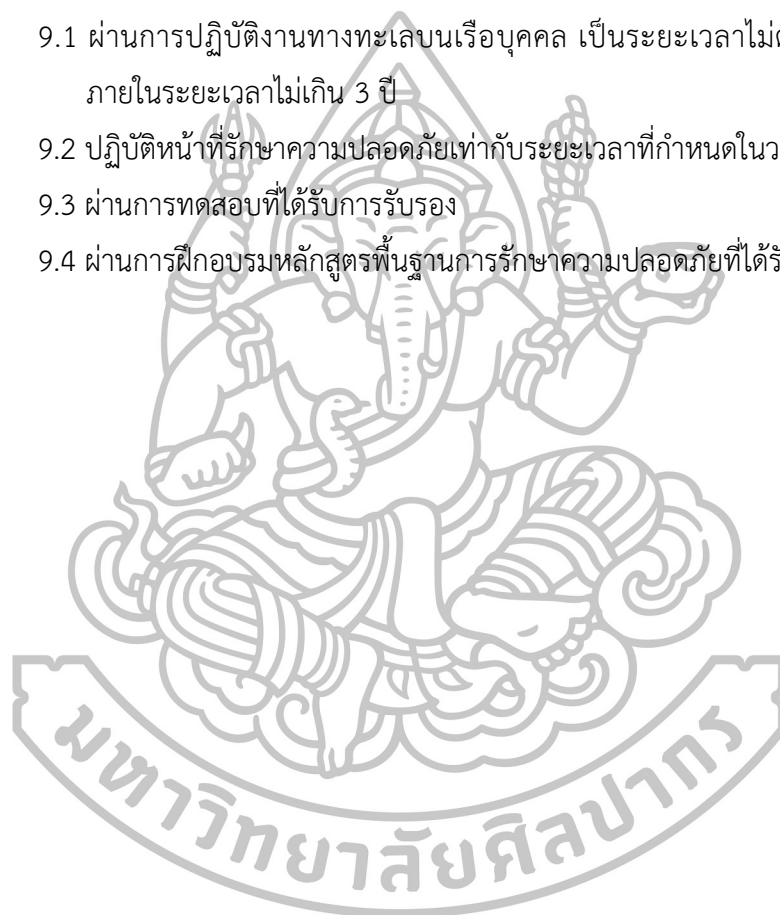 9.1 ผ่านการปฏิบัติงานทางทะเลบนเรือบุคคล เป็นระยะเวลา
ภายในระยะเวลาไม่เกิน 3 ปี
9.2 ปฏิบัติหน้าที่รักษาความปลอดภัยเท่ากับระยะเวลาที่กำหนดใน
9.3 ผ่านการทดสอบที่ได้รับการรับรอง
9.4 ผ่านการฝึกอบรมหลักสูตรพื้นฐานการรักษาความปลอดภัยที่ได้
มหาวิทยาลัยศิลปากร